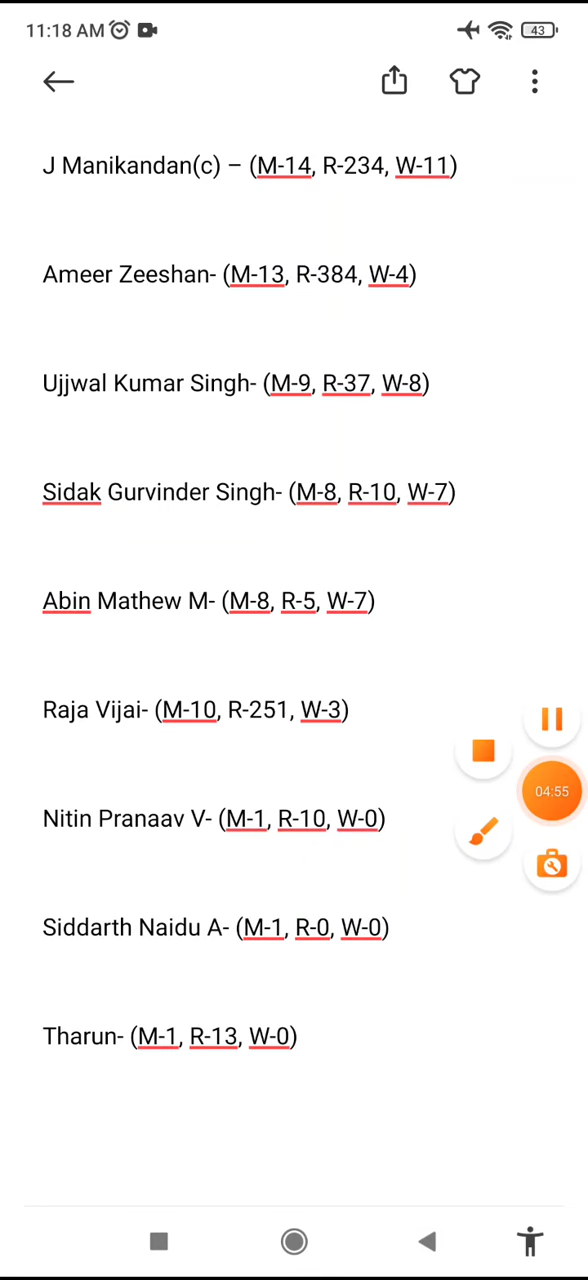 11:18 AM 43
J Manikandan(c) – (M-14, R-234, W-11)
Ameer Zeeshan- (M-13, R-384, W-4)
Ujjwal Kumar Singh- (M-9, R-37, W-8)
Sidak Gurvinder Singh- (M-8, R-10, W-7)
Abin Mathew M- (M-8, R-5, W-7)
Raja Vijai- (M-10, R-251, W-3)
04:55
Nitin Pranaav V- (M-1, R-10, W-0)
Siddarth Naidu A- (M-1, R-0, W-0)
Tharun- (M-1, R-13, W-0)